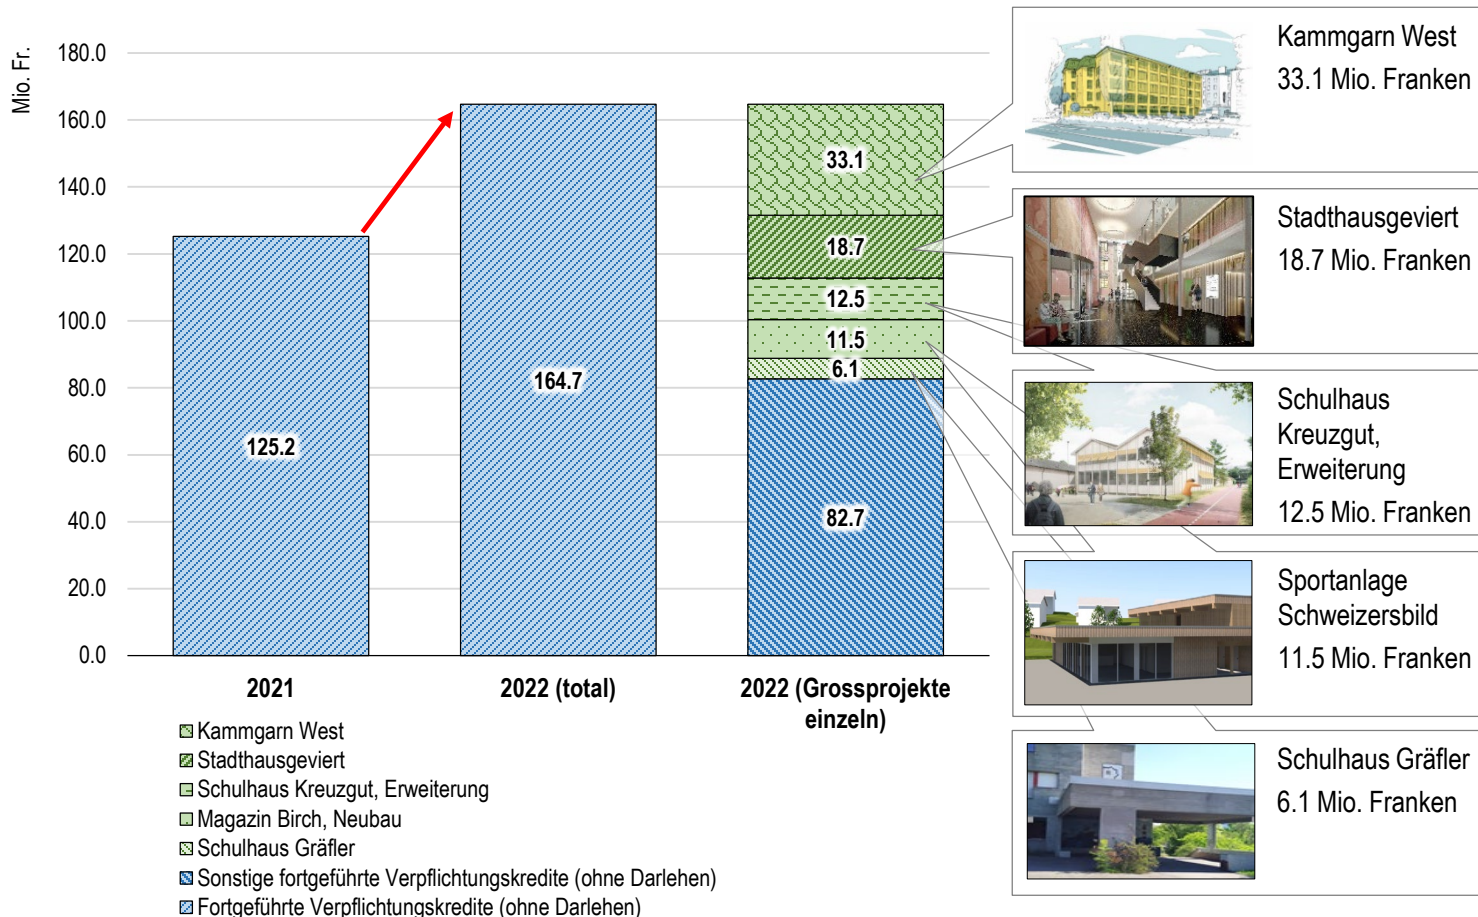 Mio. Fr.
180.0
160.0
140.0
120.0
100.0
80.0
60.0
40.0
20.0
0.0
125.2
164.7
33.1
18.7
12.5
11.5
6.1
82.7
2021
2022 (total)
2022 (Grossprojekte
einzeln)
Kammgarn West
Stadthausgeviert
Schulhaus Kreuzgut, Erweiterung
Magazin Birch, Neubau
Schulhaus Gräfler
Sonstige fortgeführte Verpflichtungskredite (ohne Darlehen)
Fortgeführte Verpflichtungskredite (ohne Darlehen)
Kammgarn West
33.1 Mio. Franken
Stadthausgeviert
18.7 Mio. Franken
Schulhaus
Kreuzgut,
Erweiterung
12.5 Mio. Franken
Sportanlage
Schweizersbild
11.5 Mio. Franken
Schulhaus Gräfler
6.1 Mio. Franken